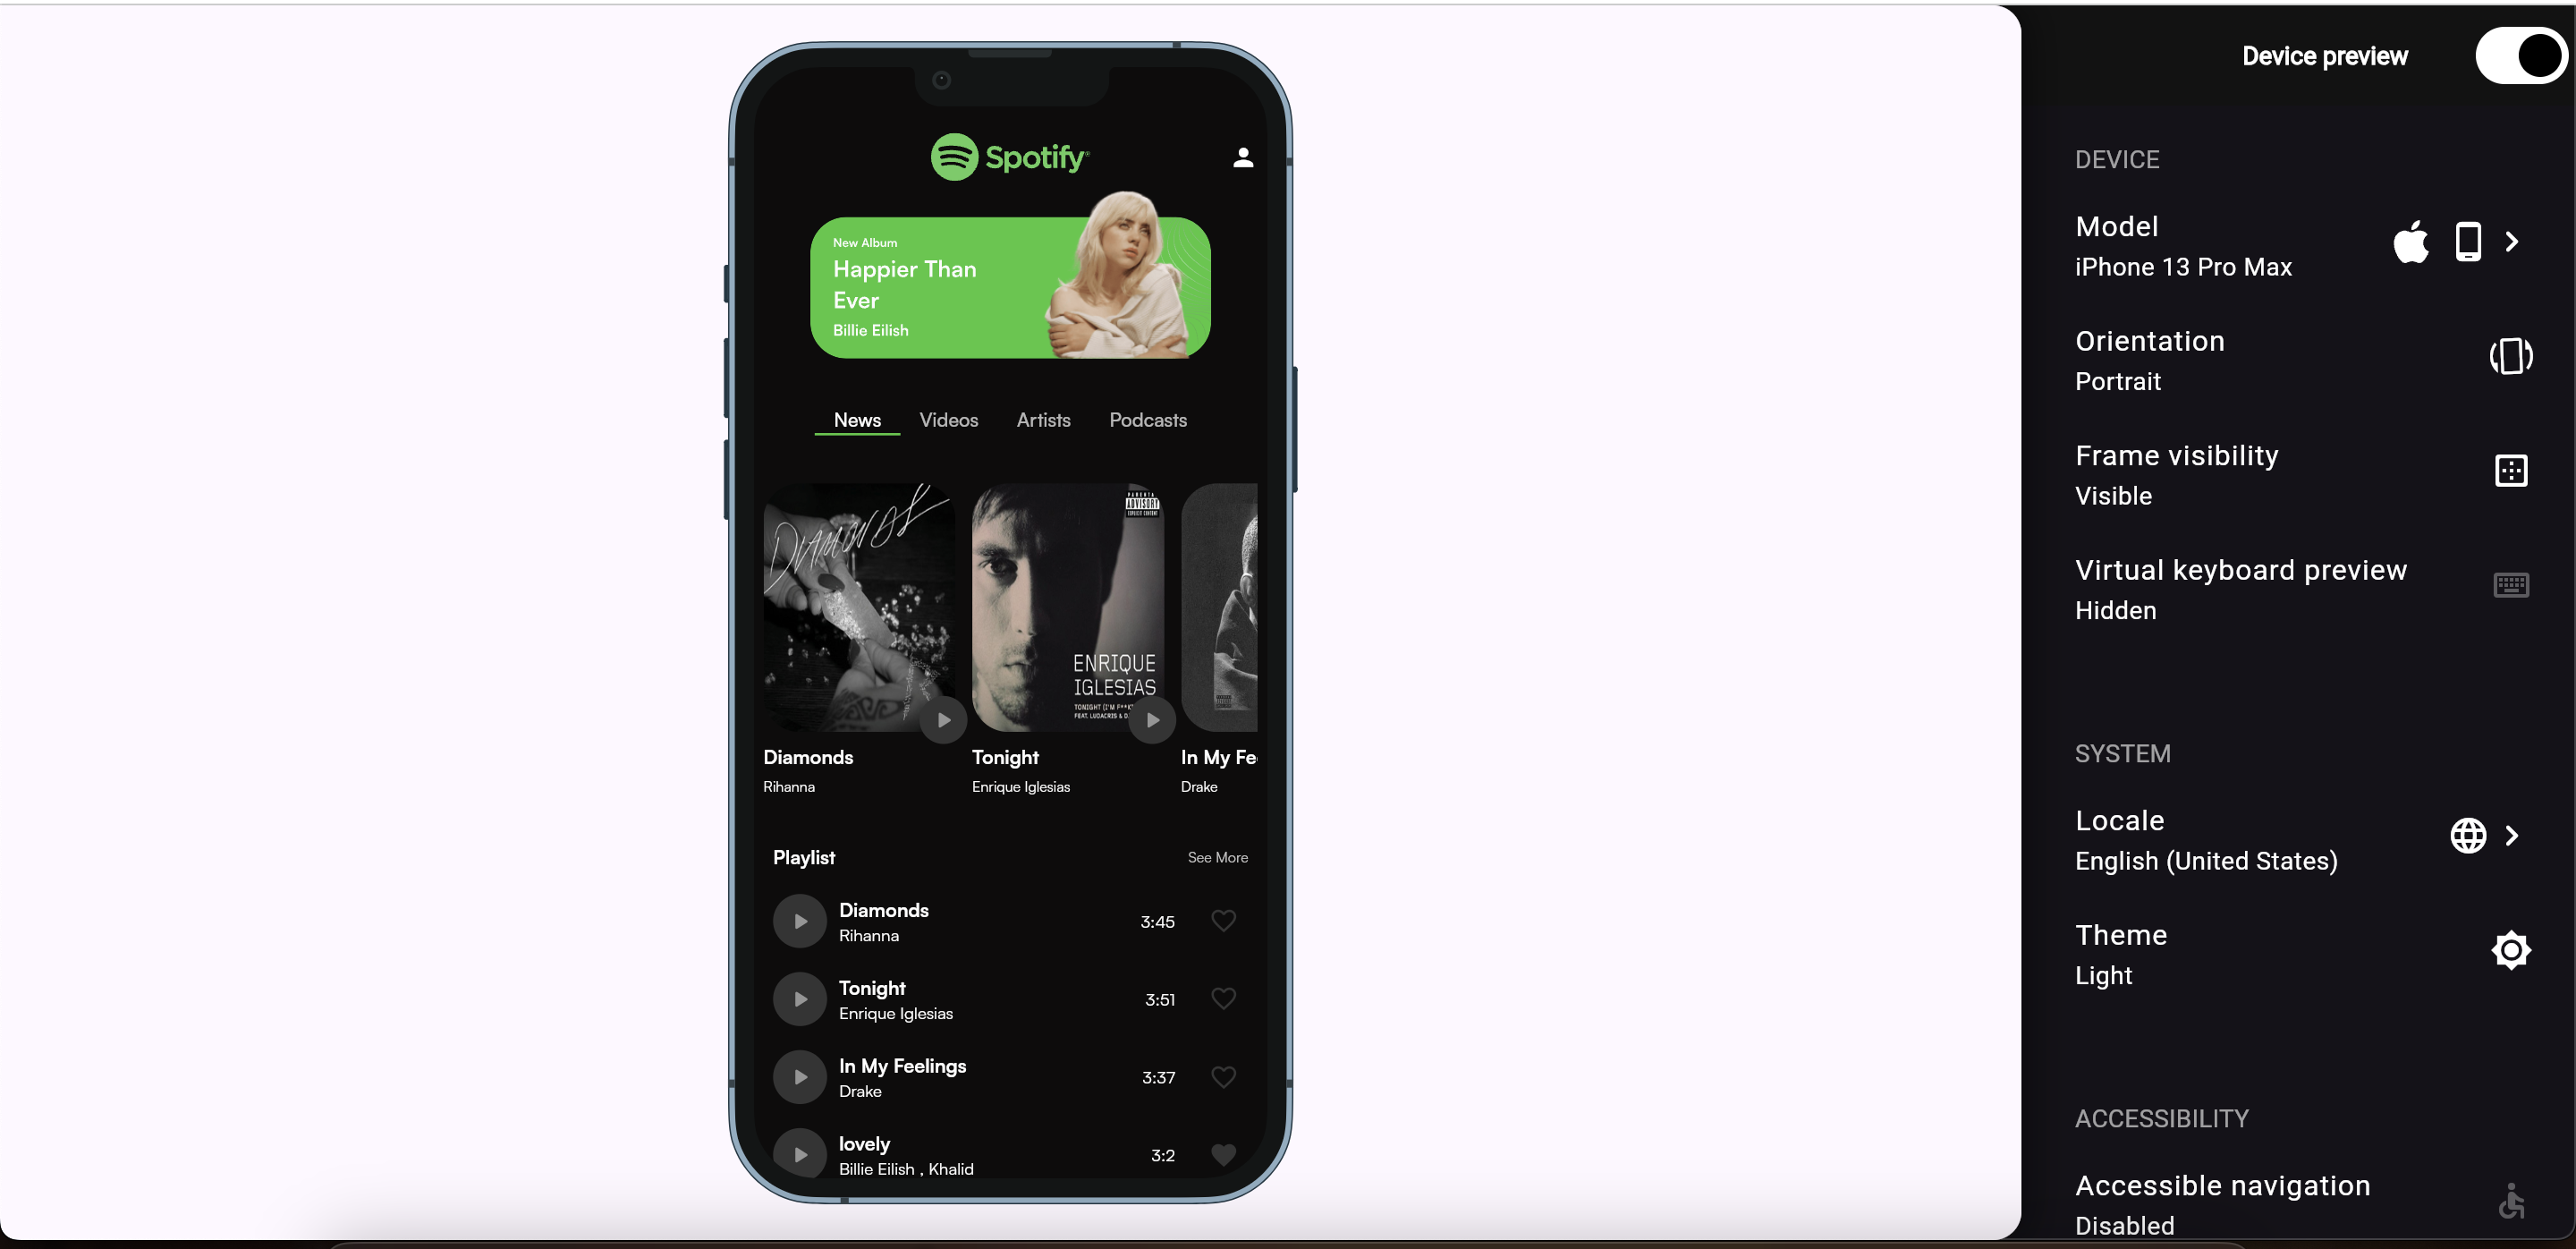 Device preview
Spotify
New Album
Happier Than
Ever
Billie Eilish
News Videos Artists Podcasts
DIAMONDS
PARENTAL
ADVISORY
EXPLICIT CONTENT
ENRIQUE
IGLESIAS
TONIGHT (I'M F**K
FEAT. LUDACRIS & D
Diamonds
Rihanna
Tonight
Enrique Iglesias
In My Fe
Drake
Playlist See More
Diamonds
Rihanna
3:45
Tonight
Enrique Iglesias
3:51
In My Feelings
Drake
3:37
lovely
Billie Eilish , Khalid
3:2
DEVICE
Model
iPhone 13 Pro Max
Orientation
Portrait
Frame visibility
Visible
Virtual keyboard preview
Hidden
SYSTEM
Locale
English (United States)
Theme
Light
ACCESSIBILITY
Accessible navigation
Disabled